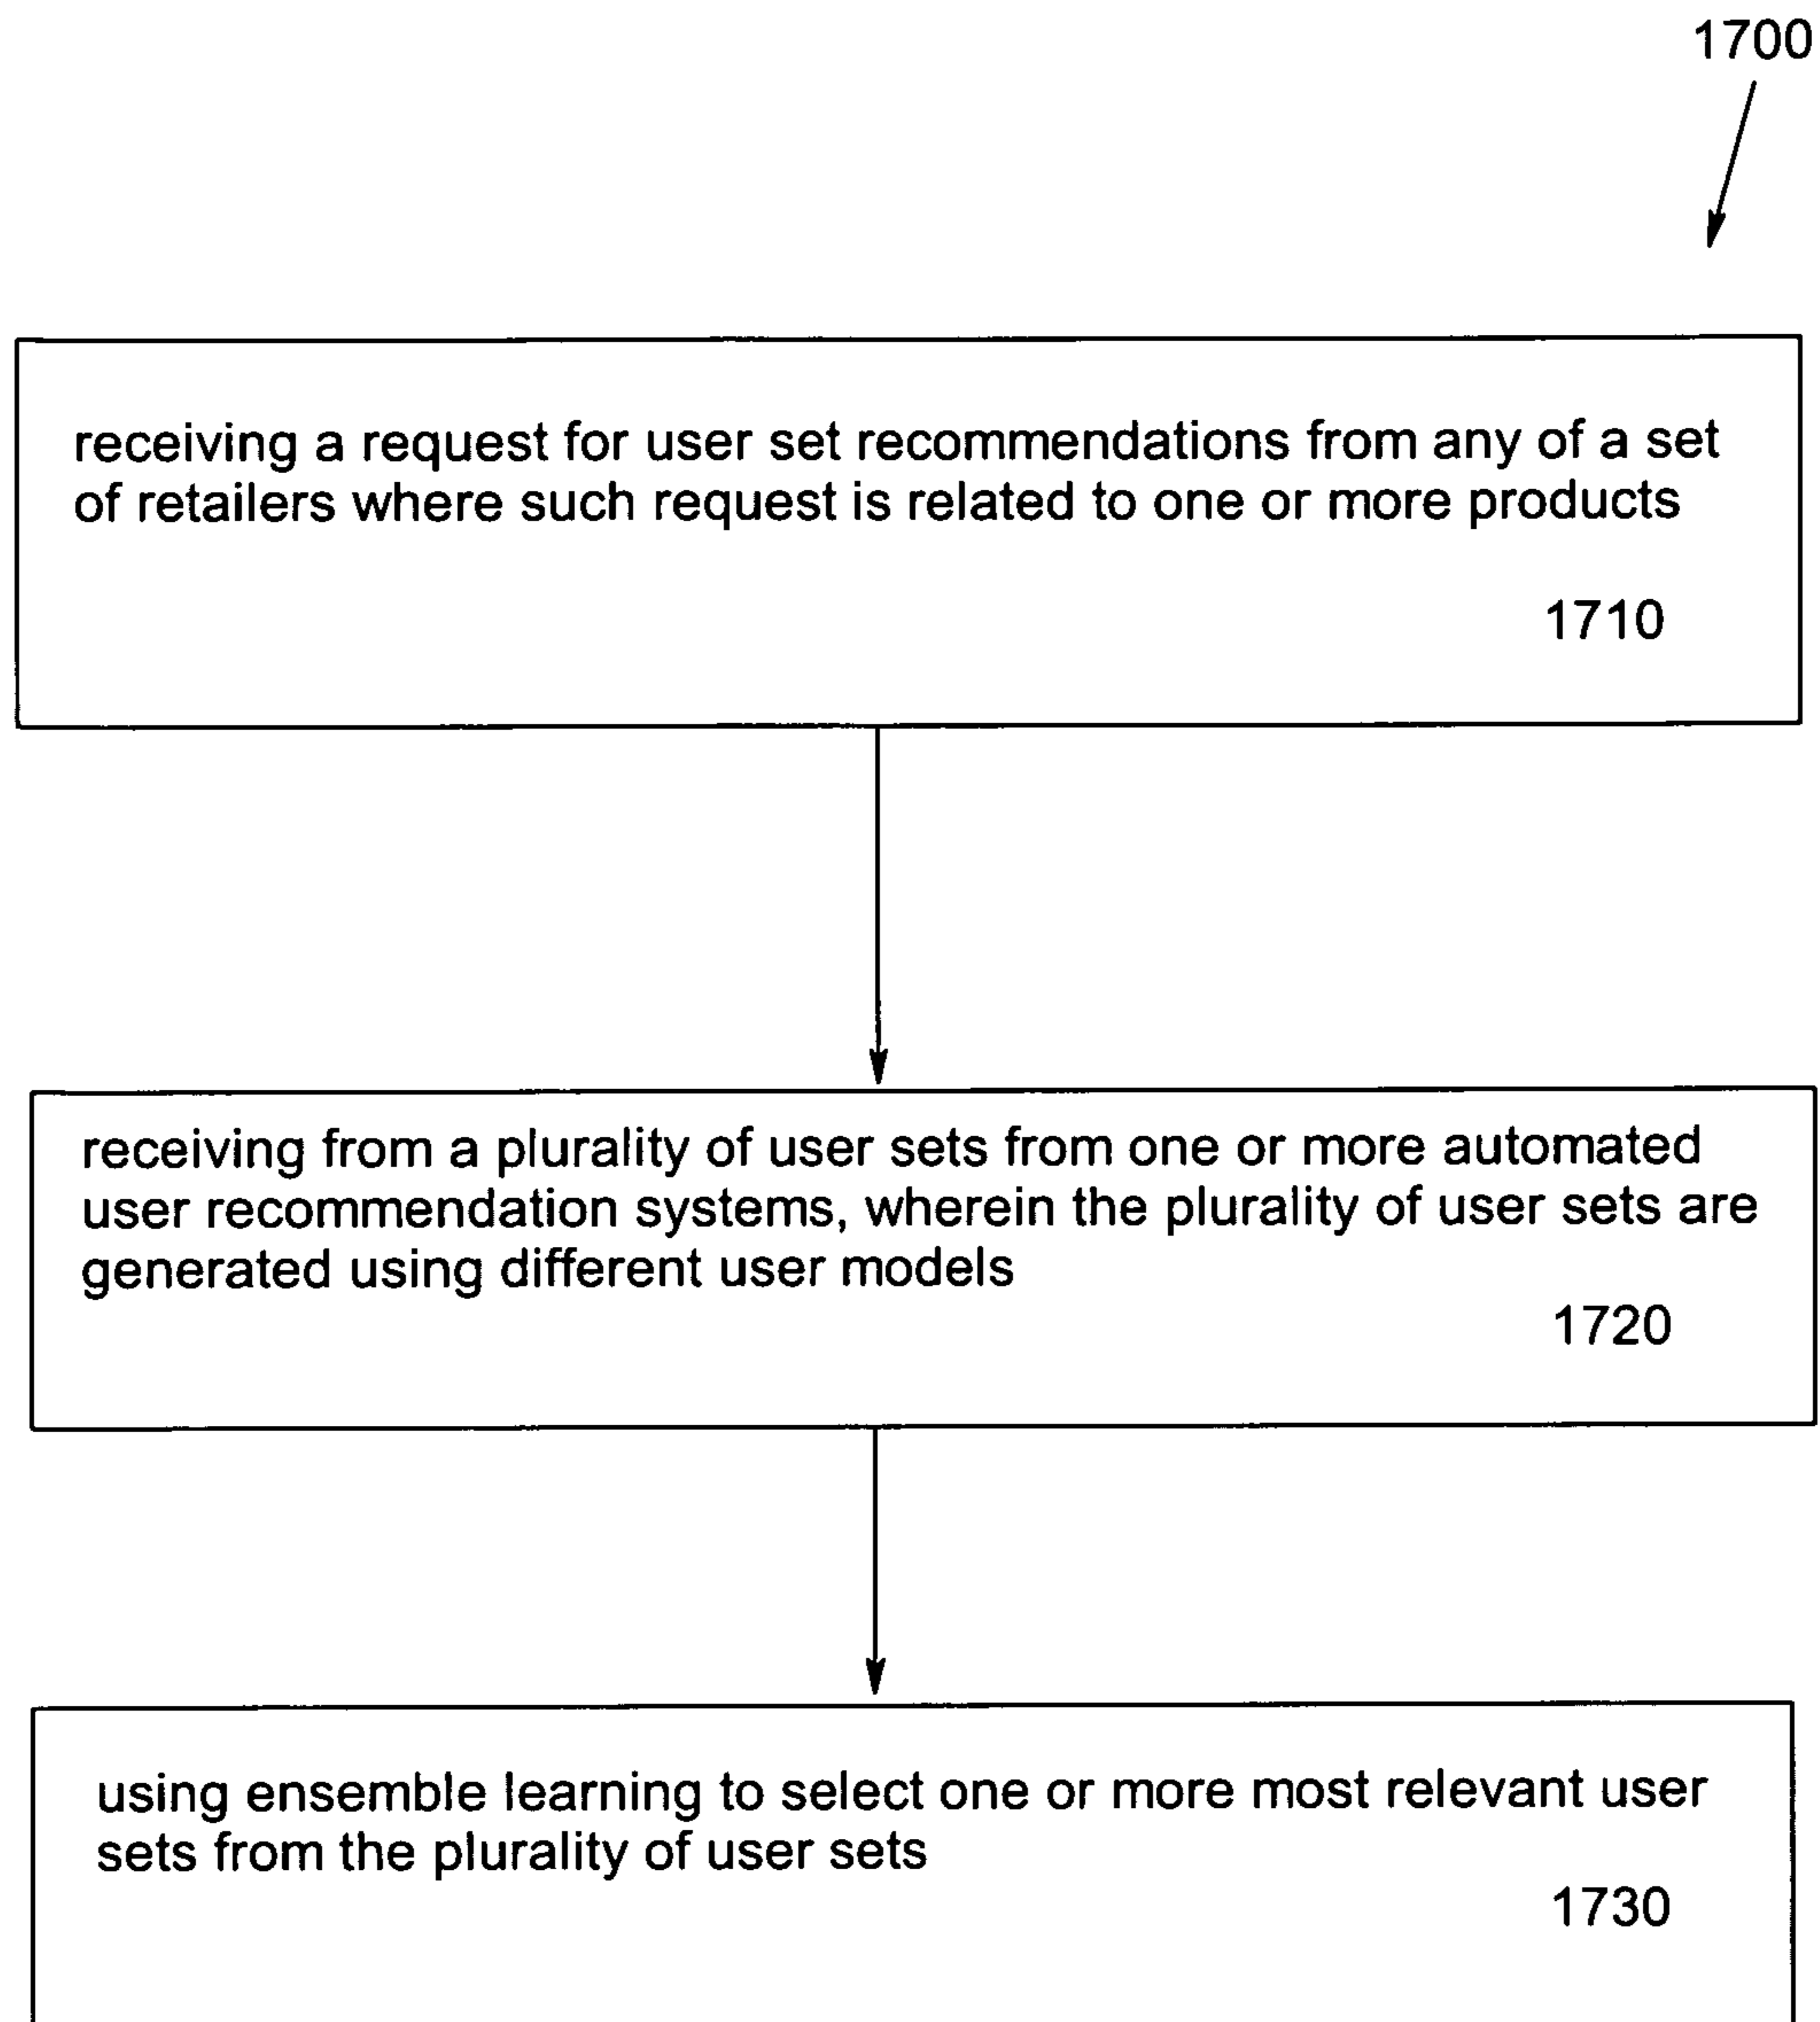 1700
receiving a request for user set recommendations from any of a set
of retailers where such request is related to one or more products
1710
receiving from a plurality of user sets from one or more automated
user recommendation systems, wherein the plurality of user sets are
generated using different user models
1720
using ensemble learning to select one or more most relevant user
sets from the plurality of user sets
1730